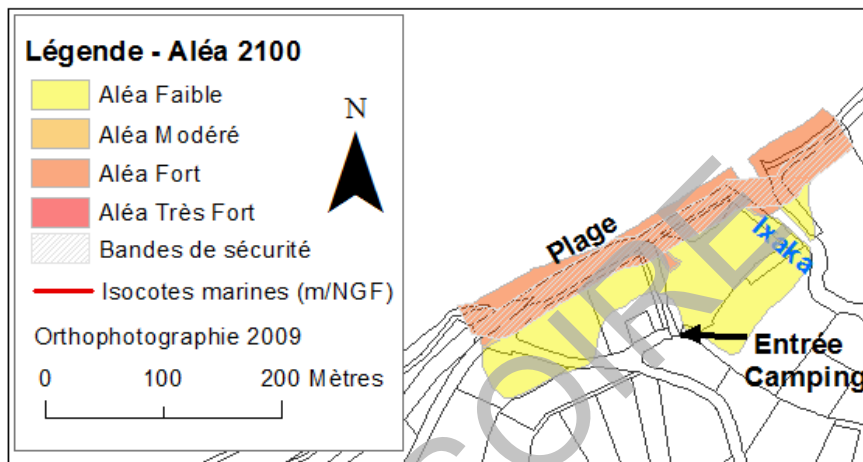 Légende - Aléa 2100
Aléa Faible
Aléa Modéré
Aléa Fort
Aléa Très Fort
Bandes de sécurité
Isocotes marines (m/NGF)
Orthophotographie 2009
0 100 200 Mètres
N
Plage
Ixaka
Entrée
Camping
OIRE